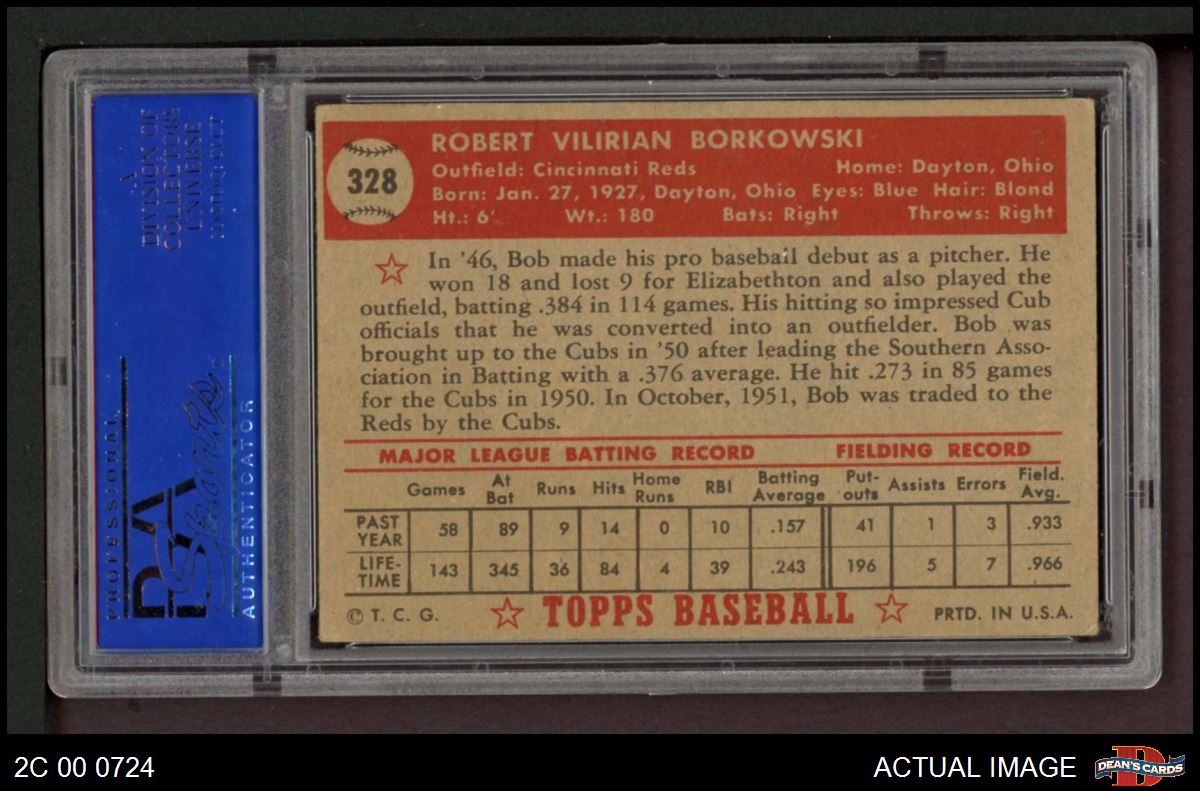 A
DIVISION OF
COLLECTORS
UNIVERSE
PROFESSIONAL
PSA
AUTHENTICATOR
328
ROBERT VILIRIAN BORKOWSKI
Outfield: Cincinnati Reds Home: Dayton, Ohio
Born: Jan. 27, 1927, Dayton, Ohio Eyes: Blue Hair: Blond
Ht.: 6' Wt.: 180 Bats: Right Throws: Right
In '46, Bob made his pro baseball debut as a pitcher. He
won 18 and lost 9 for Elizabethton and also played the
outfield, batting .384 in 114 games. His hitting so impressed Cub
officials that he was converted into an outfielder. Bob was
brought up to the Cubs in '50 after leading the Southern Asso-
ciation in Batting with a .376 average. He hit .273 in 85 games
for the Cubs in 1950. In October, 1951, Bob was traded to the
Reds by the Cubs.
MAJOR LEAGUE BATTING RECORD FIELDING RECORD
Games At Bat Runs Hits Home Runs RBI Batting Average Put-outs Assists Errors Field. Avg.
PAST YEAR 58 89 9 14 0 10 .157 41 1 3 .933
LIFE-TIME 143 345 36 84 4 39 .243 196 5 7 .966
© T. C. G. TOPPS BASEBALL PRTD. IN U.S.A.
2C 00 0724
ACTUAL IMAGE
D
DEAN'S CARDS